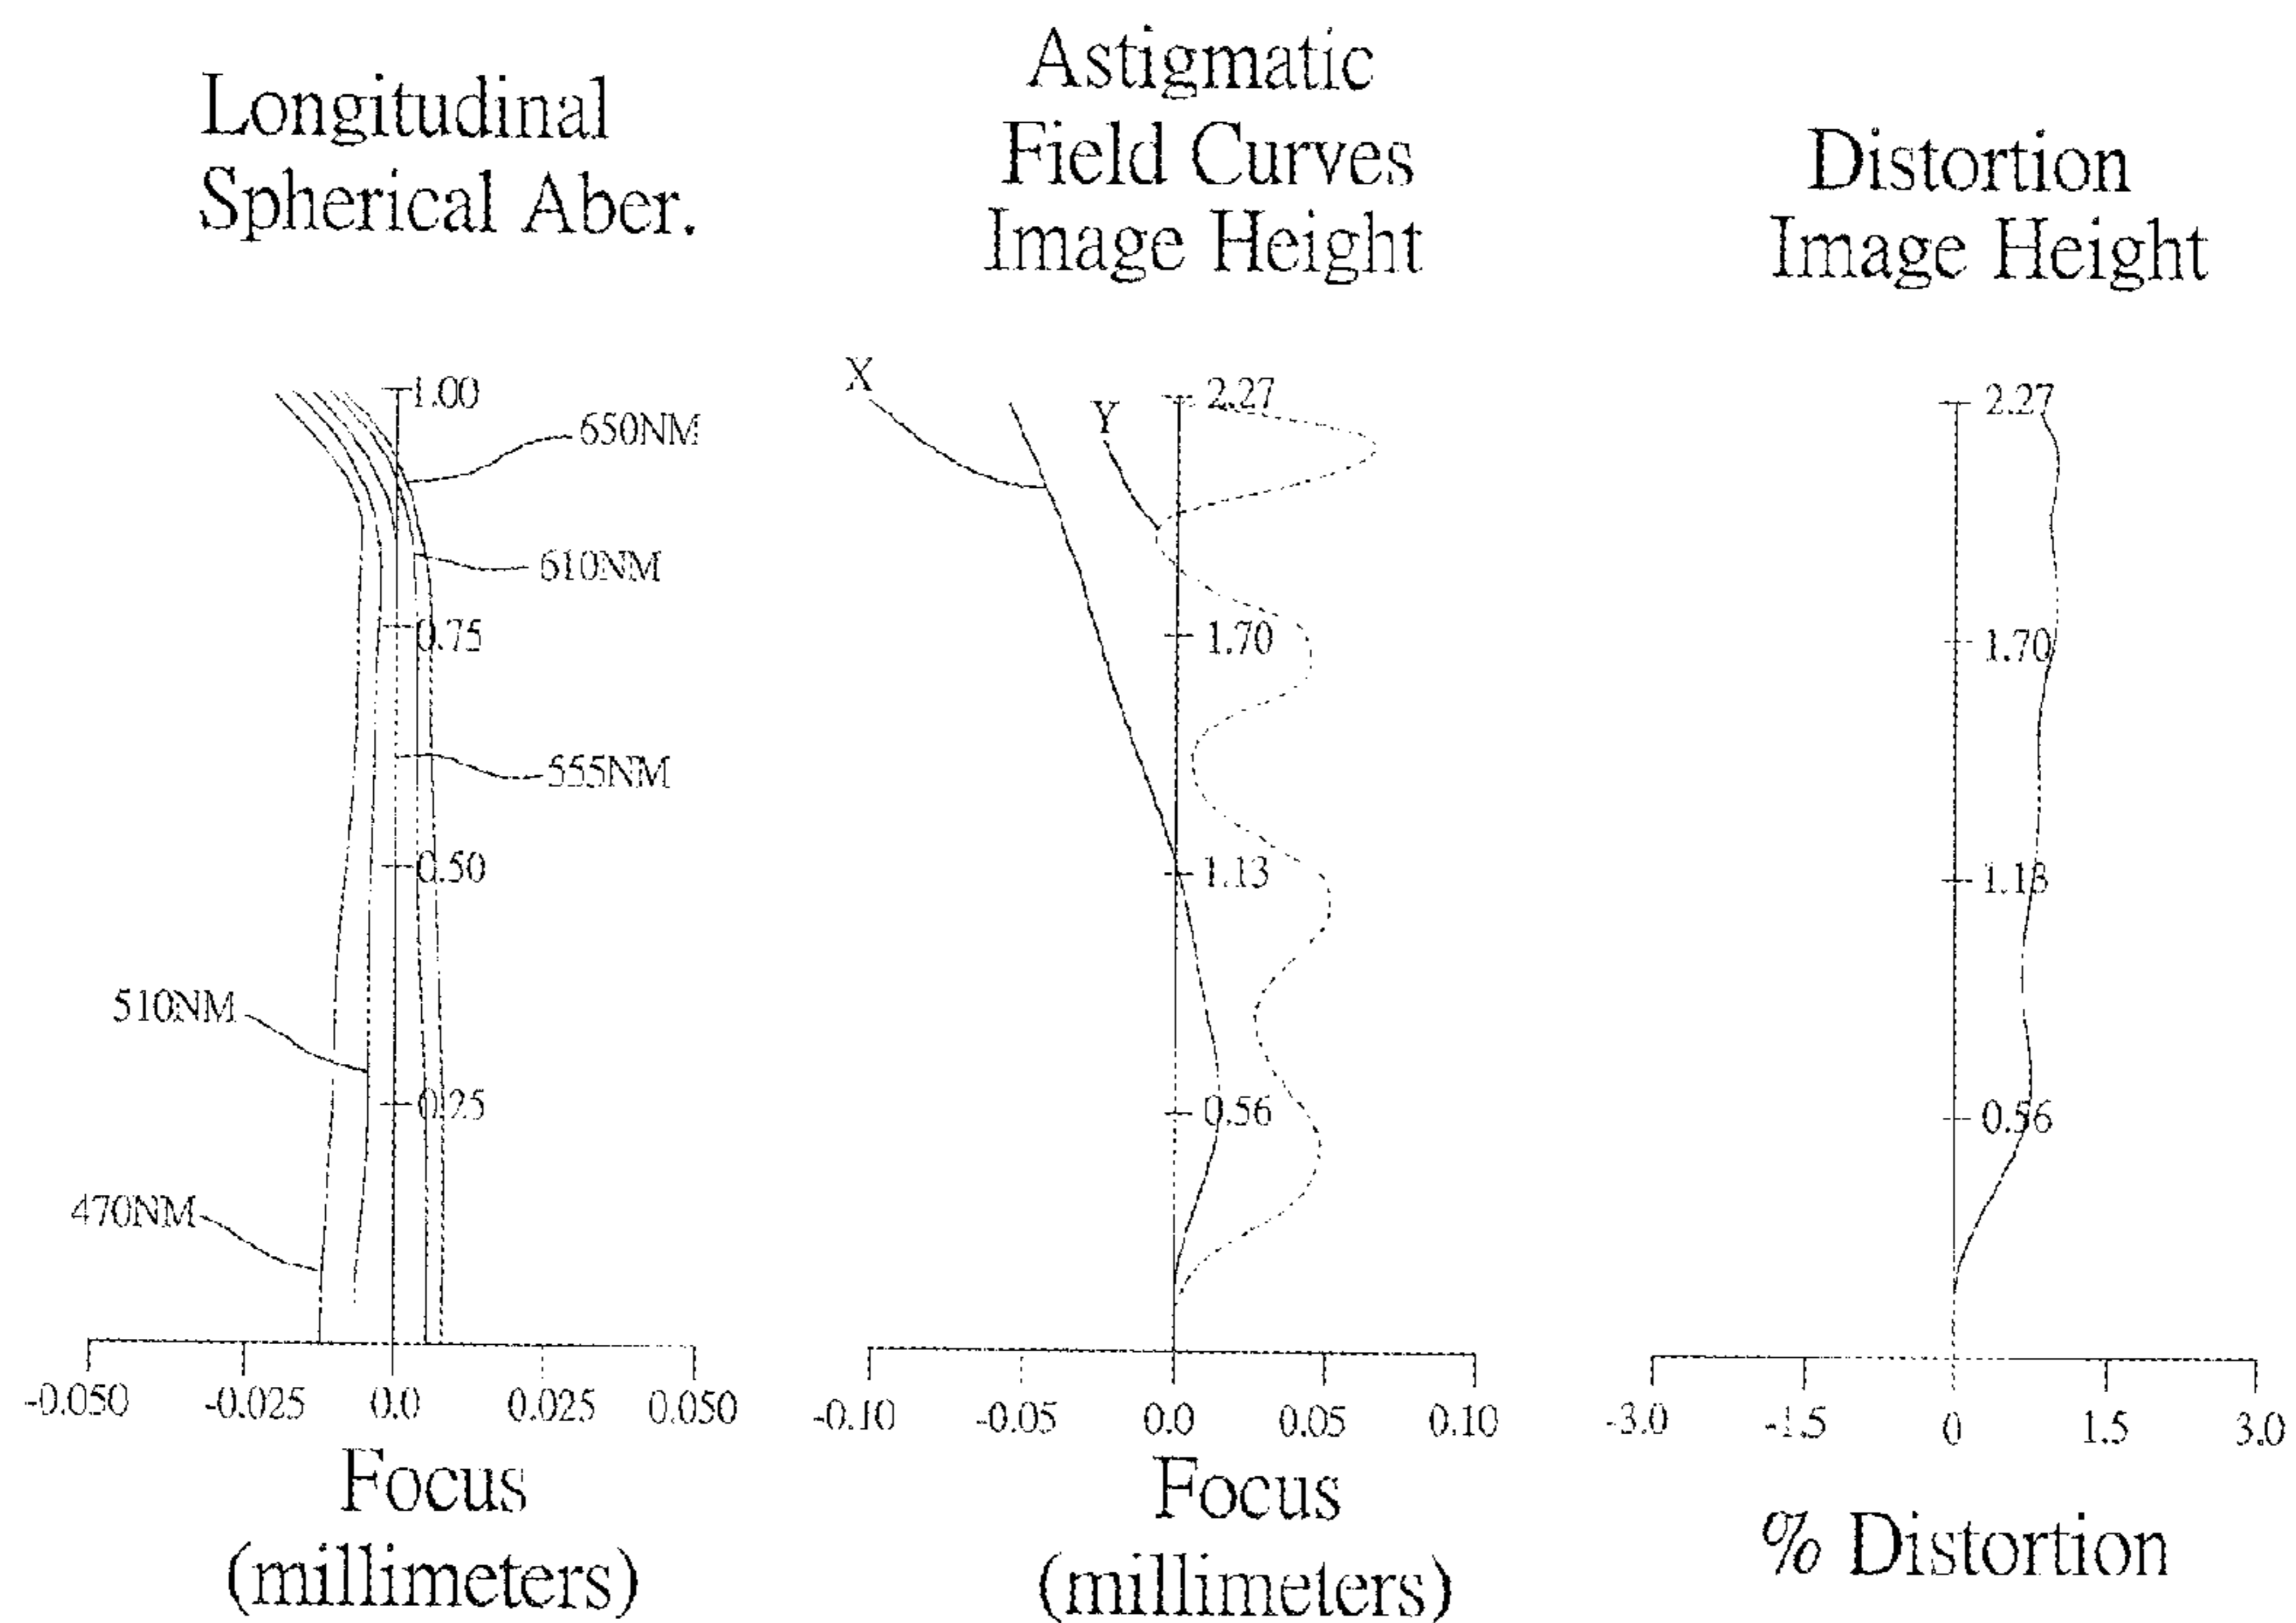 Longitudinal
Spherical Aber.
1.00
650NM
610NM
0.75
555NM
0.50
510NM
0.25
470NM
-0.050 -0.025 0.0 0.025 0.050
Focus
(millimeters)
Astigmatic
Field Curves
Image Height
X
Y
2.27
1.70
1.13
0.56
-0.10 -0.05 0.0 0.05 0.10
Focus
(millimeters)
Distortion
Image Height
2.27
1.70
1.13
0.56
-3.0 -1.5 0 1.5 3.0
% Distortion